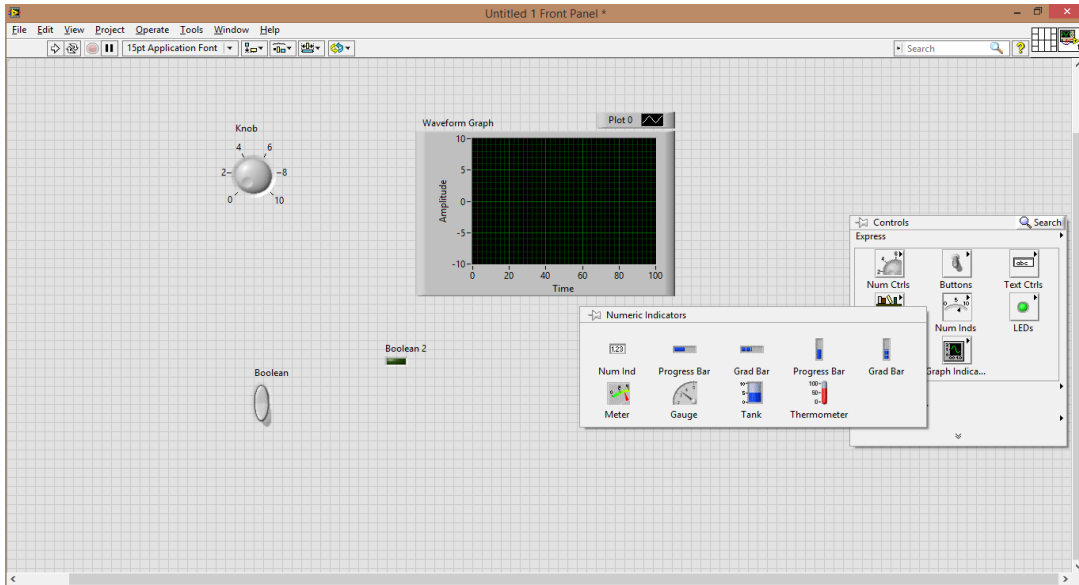 Untitled 1 Front Panel *
File Edit View Project Operate Tools Window Help
15pt Application Font
Search
Knob
4 6
2 8
0 10
Waveform Graph
Plot 0
Amplitude
10
5
0
-5
-10
0 20 40 60 80 100
Time
Boolean 2
Boolean
Controls
Search
Express
Num Ctrls Buttons Text Ctrls
Num Inds LEDs
Graph Indica...
Numeric Indicators
1.23
Num Ind Progress Bar Grad Bar Progress Bar Grad Bar
Meter Gauge Tank Thermometer